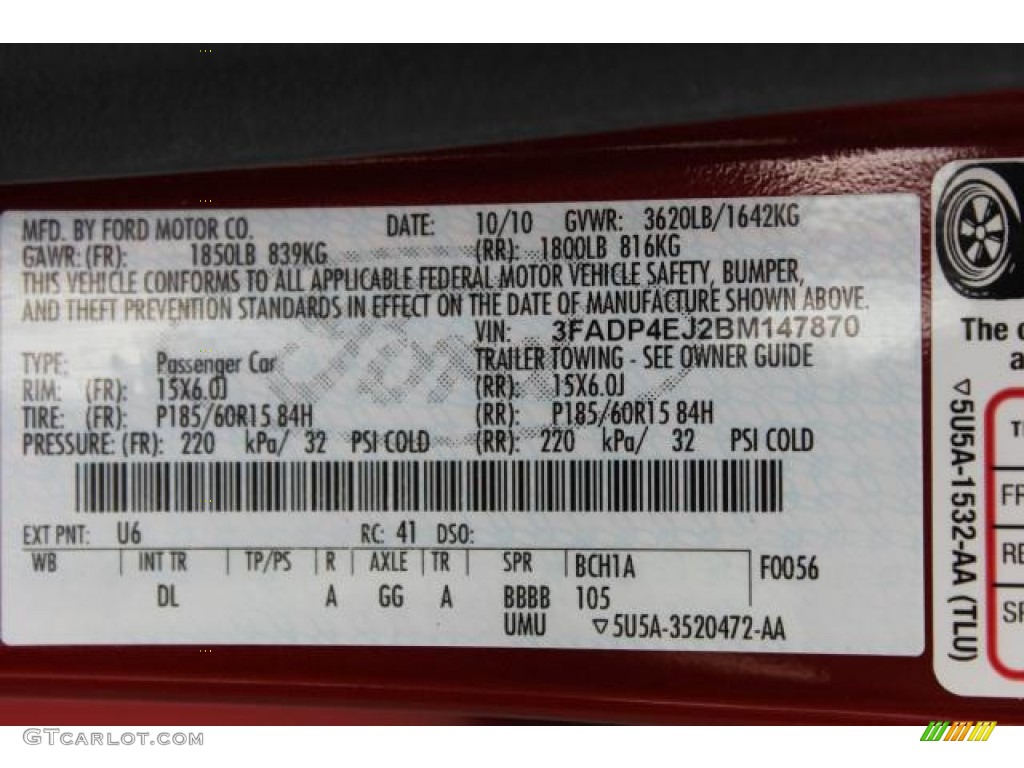 MFD. BY FORD MOTOR CO. DATE: 10/10 GVWR: 3620LB/1642KG
GAWR: (FR): 1850LB 839KG (RR): 1800LB 816KG
THIS VEHICLE CONFORMS TO ALL APPLICABLE FEDERAL MOTOR VEHICLE SAFETY, BUMPER,
AND THEFT PREVENTION STANDARDS IN EFFECT ON THE DATE OF MANUFACTURE SHOWN ABOVE.
VIN: 3FADP4EJ2BM147870
TYPE: Passenger Car TRAILER TOWING - SEE OWNER GUIDE
RIM: (FR): 15X6.0J (RR): 15X6.0J
TIRE: (FR): P185/60R15 84H (RR): P185/60R15 84H
PRESSURE: (FR): 220 kPa/ 32 PSI COLD (RR): 220 kPa/ 32 PSI COLD
EXT PNT: U6 RC: 41 DSO:
WB INT TR TP/PS R AXLE TR SPR BCH1A F0056
DL A GG A BBBB 105
UMU ▽5U5A-3520472-AA
The
▽5U5A-1532-AA (TLU)
GTCARLOT.COM